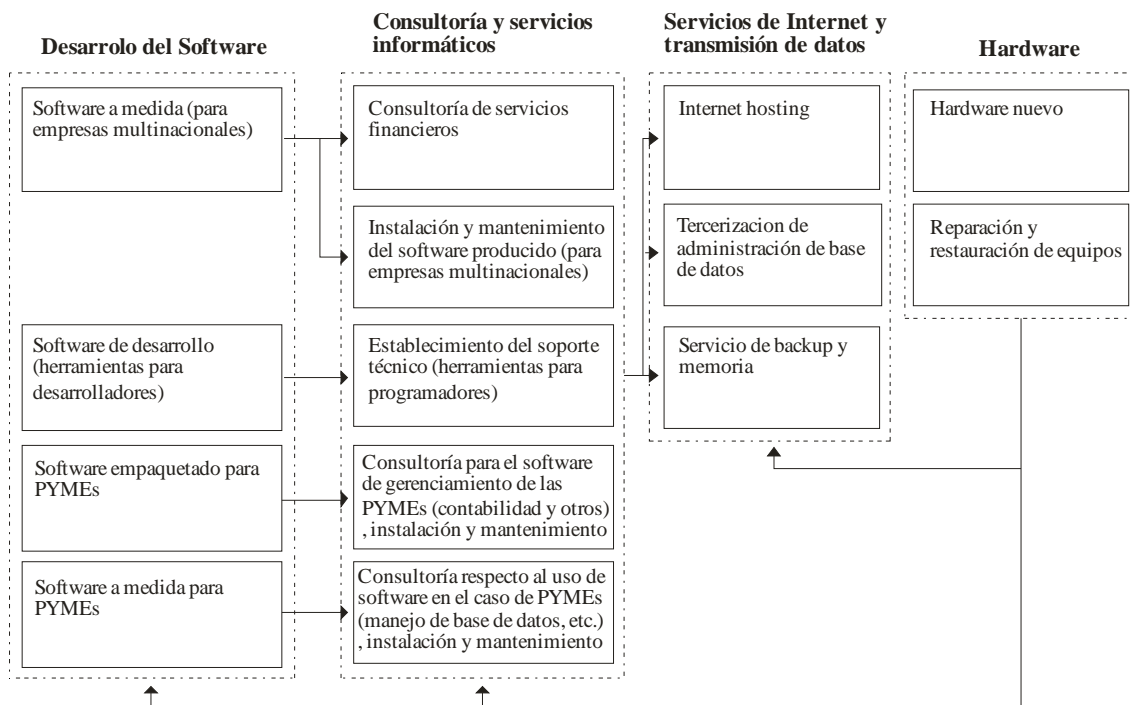 Desarrolo del Software
Consultoría y servicios
informáticos
Servicios de Internet y
transmisión de datos
Hardware
Software a medida (para
empresas multinacionales)
Software de desarrollo
(herramientas para
desarrolladores)
Software empaquetado para
PYMEs
Software a medida para
PYMEs
Consultoría de servicios
financieros
Instalación y mantenimiento
del software producido (para
empresas multinacionales)
Establecimiento del soporte
técnico (herramientas para
programadores)
Consultoría para el software
de gerenciamiento de las
PYMEs (contabilidad y otros)
, instalación y mantenimiento
Consultoría respecto al uso de
software en el caso de PYMEs
(manejo de base de datos, etc.)
, instalación y mantenimiento
Internet hosting
Tercerizacion de
administración de base
de datos
Servicio de backup y
memoria
Hardware nuevo
Reparación y
restauración de equipos